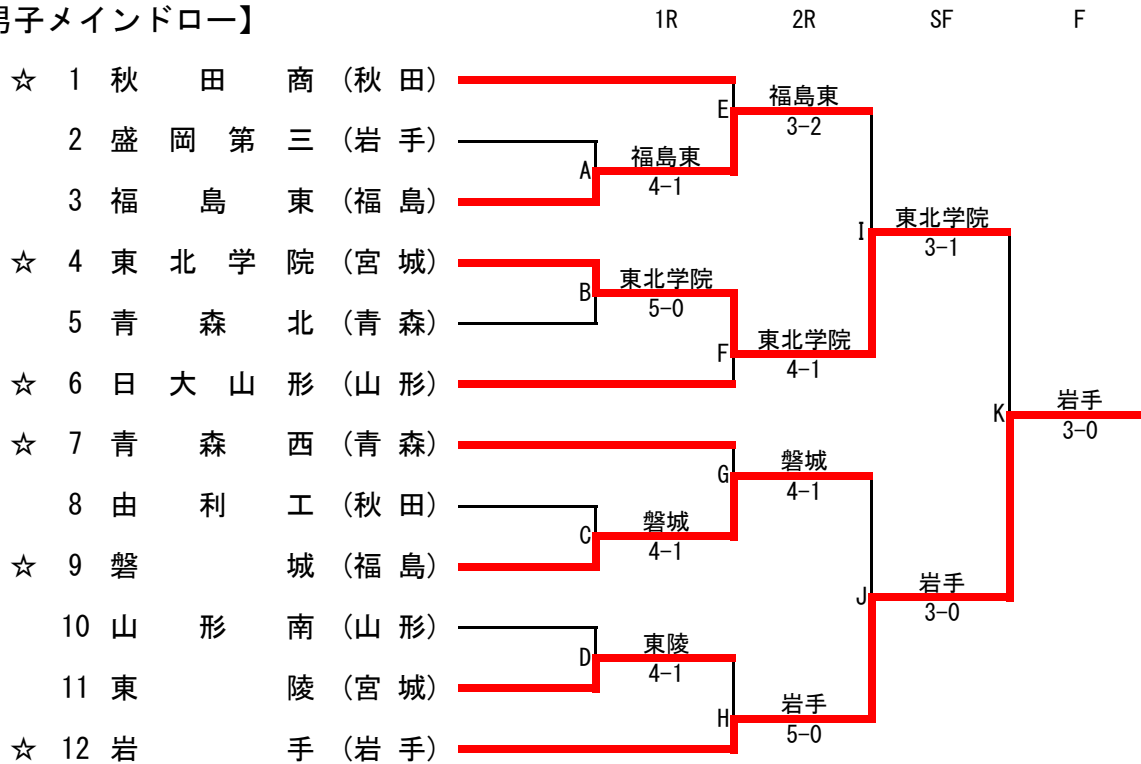 男子メインドロー】 1R 2R SF F
☆ 1 秋田商 (秋田)
E 福島東
3-2
2 盛岡第三 (岩手)
A 福島東
4-1
3 福島東 (福島)
I 東北学院
3-1
☆ 4 東北学院 (宮城)
B 東北学院
5-0
5 青森北 (青森)
F 東北学院
4-1
☆ 6 日大山形 (山形)
K 岩手
3-0
☆ 7 青森西 (青森)
G 磐城
4-1
8 由利工 (秋田)
C 磐城
4-1
☆ 9 磐城 (福島)
J 岩手
3-0
10 山形南 (山形)
D 東陵
4-1
11 東陵 (宮城)
H 岩手
5-0
☆ 12 岩手 (岩手)